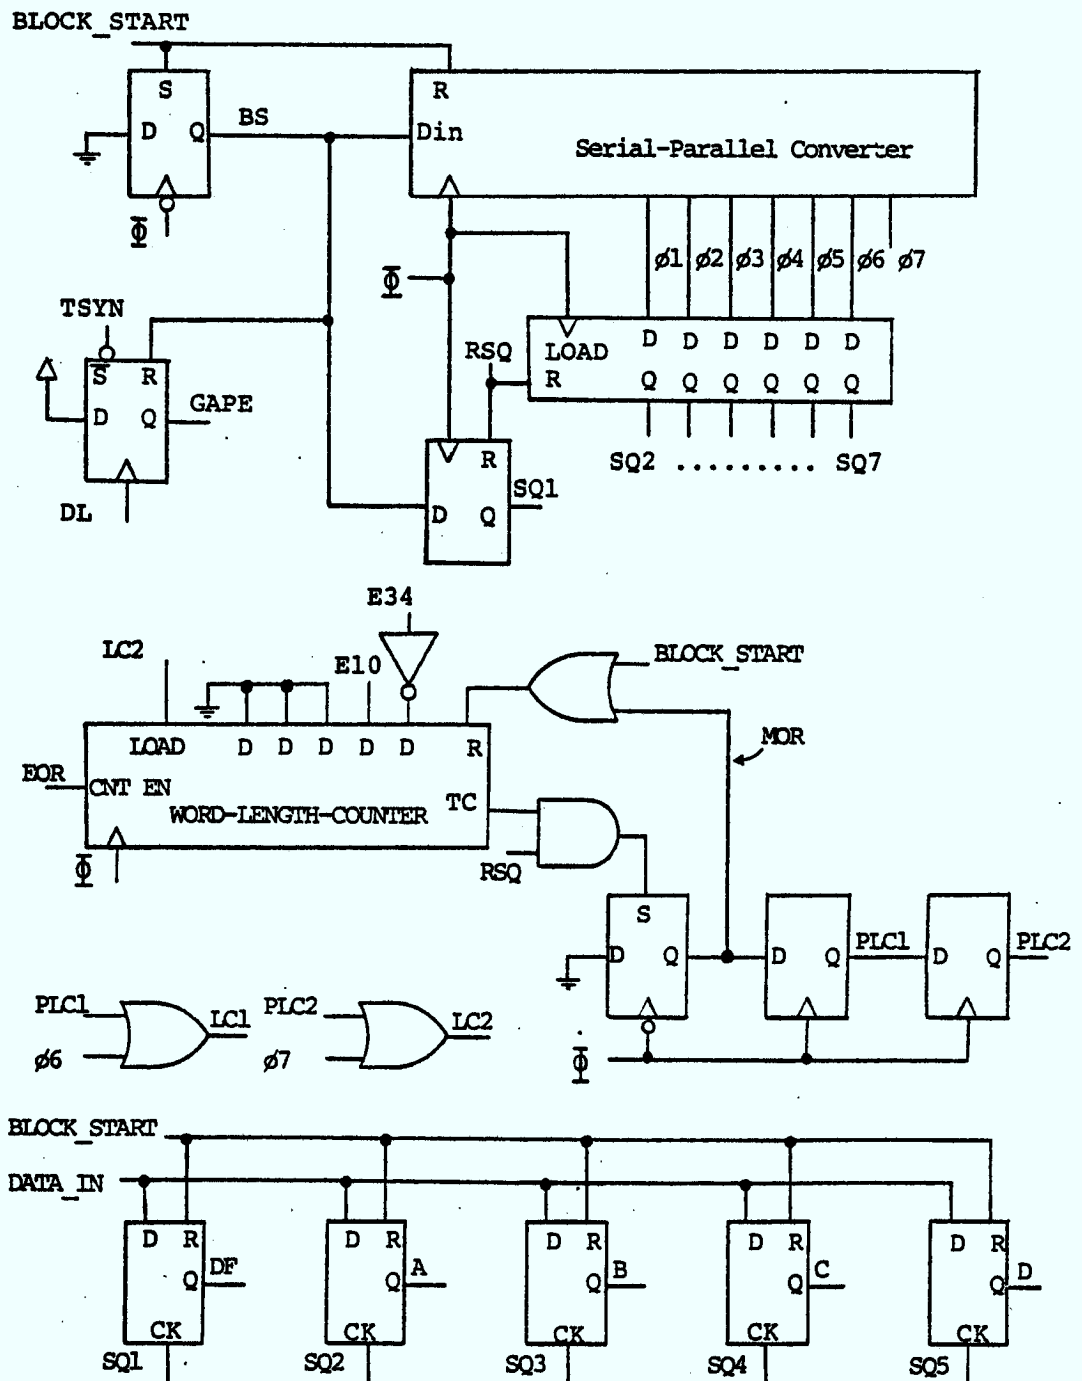 BLOCK_START
S
R
D Q
BS
Din
Serial-Parallel Converter
Φ
ø1 ø2 ø3 ø4 ø5 ø6 ø7
Φ
TSYN
RSQ
LOAD
D D D D D D
S R
R
Q Q Q Q Q Q
D Q
GAPE
R
SQ2 ......... SQ7
SQ1
DL
D Q
E34
LC2
E10
BLOCK_START
LOAD D D D D D R
MOR
EOR
CNT EN
TC
WORD-LENGTH-COUNTER
Φ
RSQ
S
D Q
D Q
PLC1
D Q
PLC2
PLC1
LC1
PLC2
LC2
ø6
ø7
Φ
BLOCK_START
DATA_IN
D R
D R
D R
D R
D R
Q DF
Q A
Q B
Q C
Q D
CK
CK
CK
CK
CK
SQ1
SQ2
SQ3
SQ4
SQ5